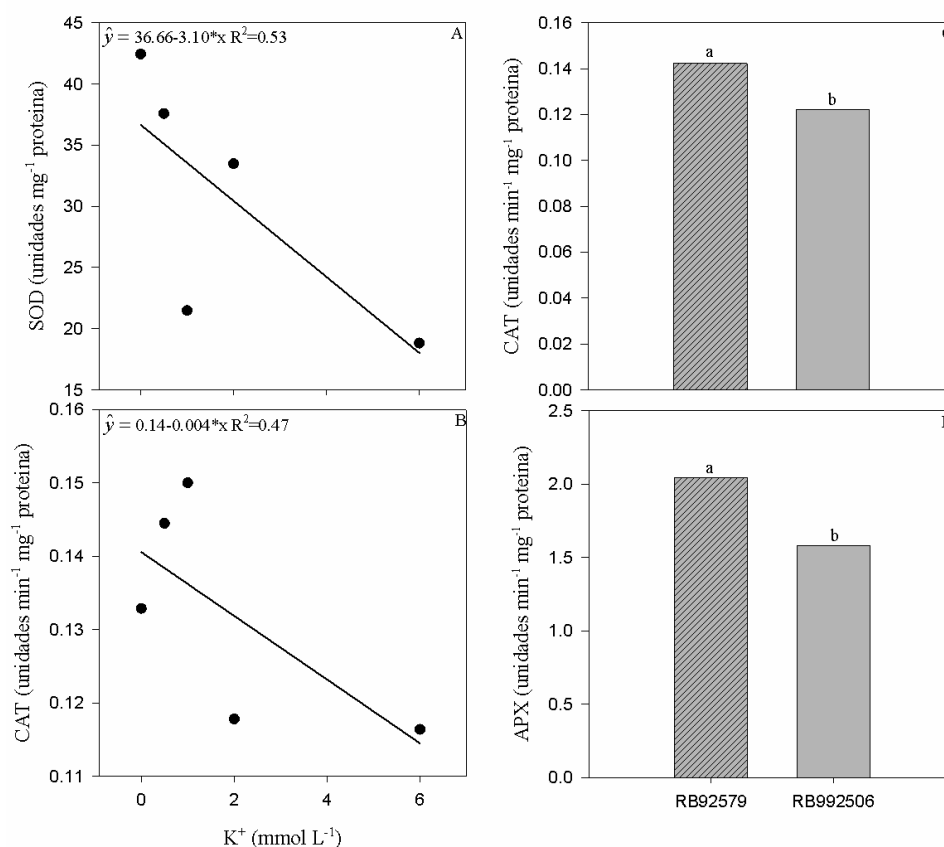 ŷ = 36.66-3.10*x R²=0.53
A
45
40
35
30
25
20
15
SOD (unidades mg⁻¹ proteina)
ŷ = 0.14-0.004*x R²=0.47
B
0.16
0.15
0.14
0.13
0.12
0.11
CAT (unidades min⁻¹ mg⁻¹ proteina)
0 2 4 6
K⁺ (mmol L⁻¹)
0.16
0.14
0.12
0.10
0.08
0.06
0.04
0.02
0.00
CAT (unidades min⁻¹ mg⁻¹ proteina)
a
b
2.5
2.0
1.5
1.0
0.5
0.0
APX (unidades min⁻¹ mg⁻¹ proteina)
a
b
RB92579 RB992506